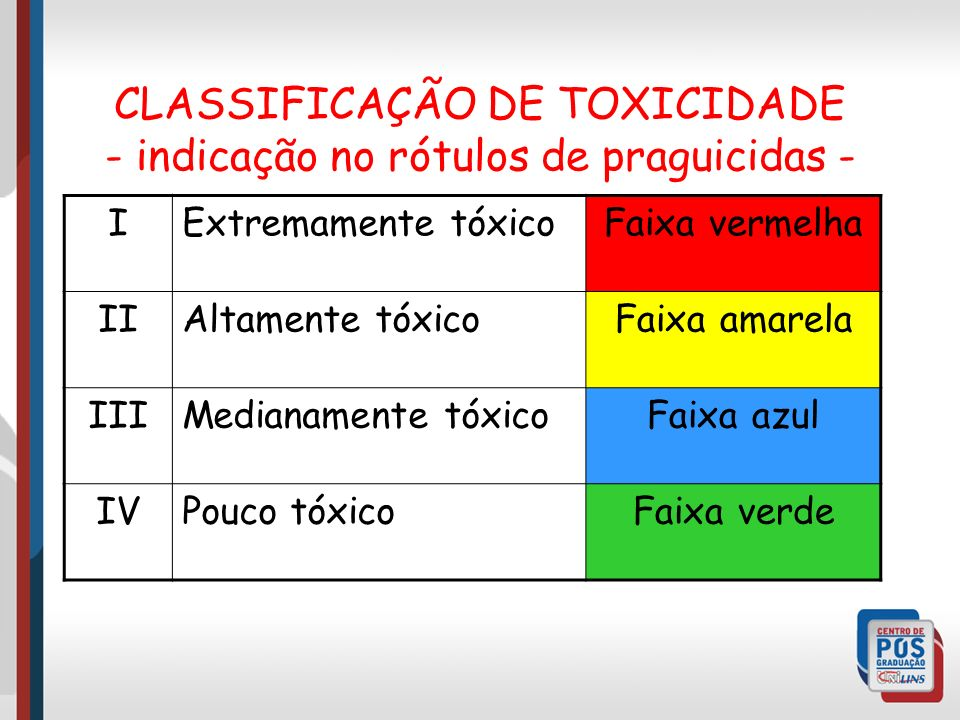 CLASSIFICAÇÃO DE TOXICIDADE
- indicação no rótulos de praguicidas -
I Extremamente tóxico Faixa vermelha
II Altamente tóxico Faixa amarela
III Medianamente tóxico Faixa azul
IV Pouco tóxico Faixa verde
CENTRO DE
PÓS
GRADUAÇÃO
UniLINS